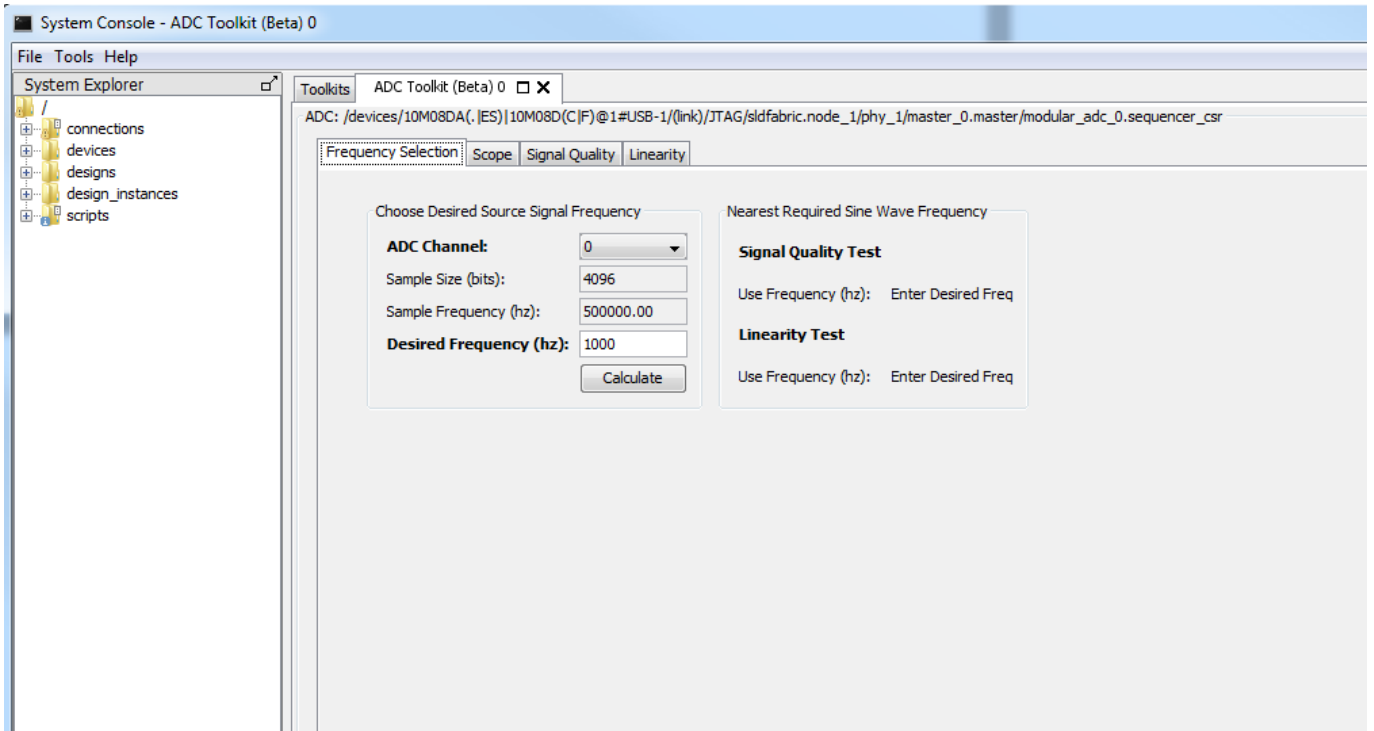 System Console - ADC Toolkit (Beta) 0
File Tools Help
System Explorer
/
connections
devices
designs
design_instances
scripts
Toolkits
ADC Toolkit (Beta) 0
ADC: /devices/10M08DA(.|ES)|10M08D(C|F)@1#USB-1/(link)/JTAG/sldfabric.node_1/phy_1/master_0.master/modular_adc_0.sequencer_csr
Frequency Selection Scope Signal Quality Linearity
Choose Desired Source Signal Frequency
ADC Channel: 0
Sample Size (bits): 4096
Sample Frequency (hz): 500000.00
Desired Frequency (hz): 1000
Calculate
Nearest Required Sine Wave Frequency
Signal Quality Test
Use Frequency (hz): Enter Desired Freq
Linearity Test
Use Frequency (hz): Enter Desired Freq